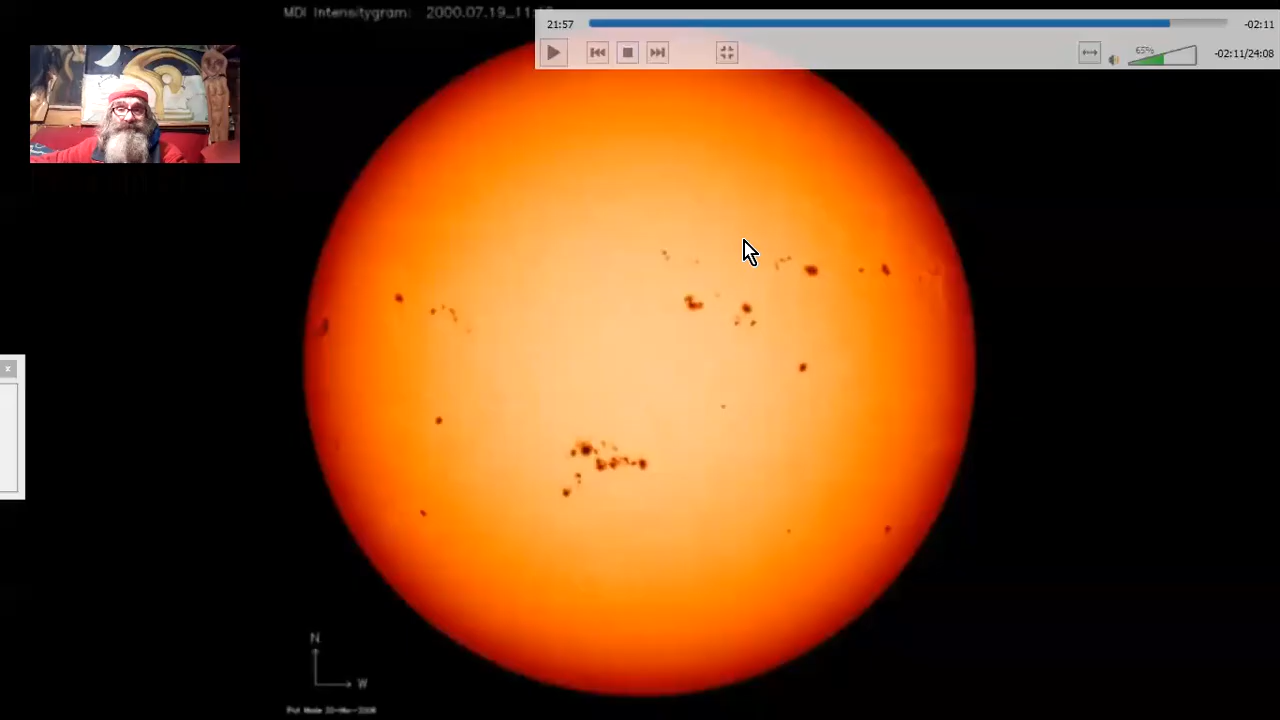 MDI Intensitygram: 2000.07.19_11:
21:57
-02:11
65%
-02:11/24:08
x
N
W